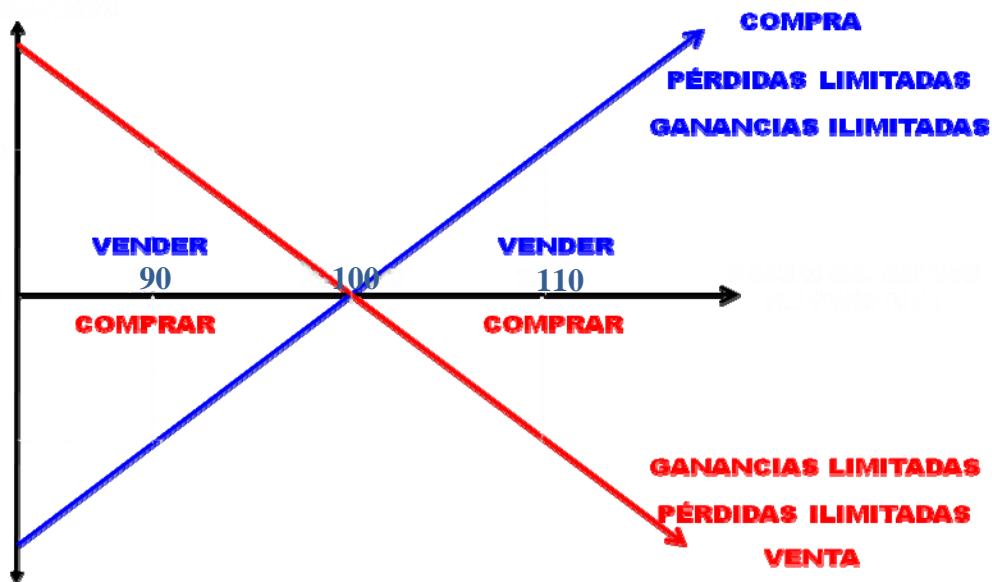 COMPRA
PÉRDIDAS LIMITADAS
GANANCIAS ILIMITADAS
VENDER
VENDER
90
100
110
COMPRAR
COMPRAR
GANANCIAS LIMITADAS
PÉRDIDAS ILIMITADAS
VENTA